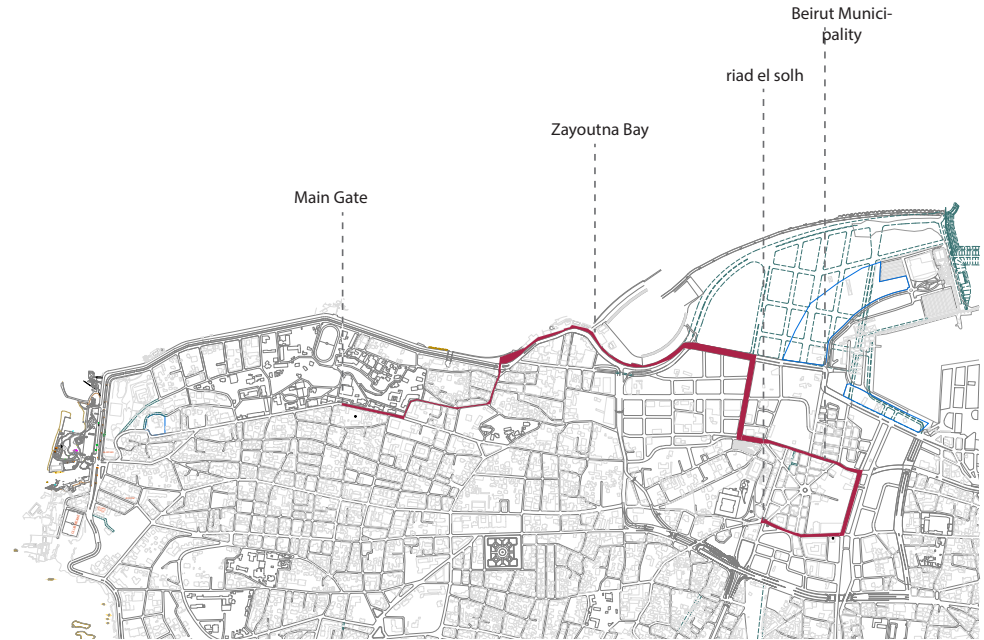 Beirut Munici-
pality
riad el solh
Zayoutna Bay
Main Gate